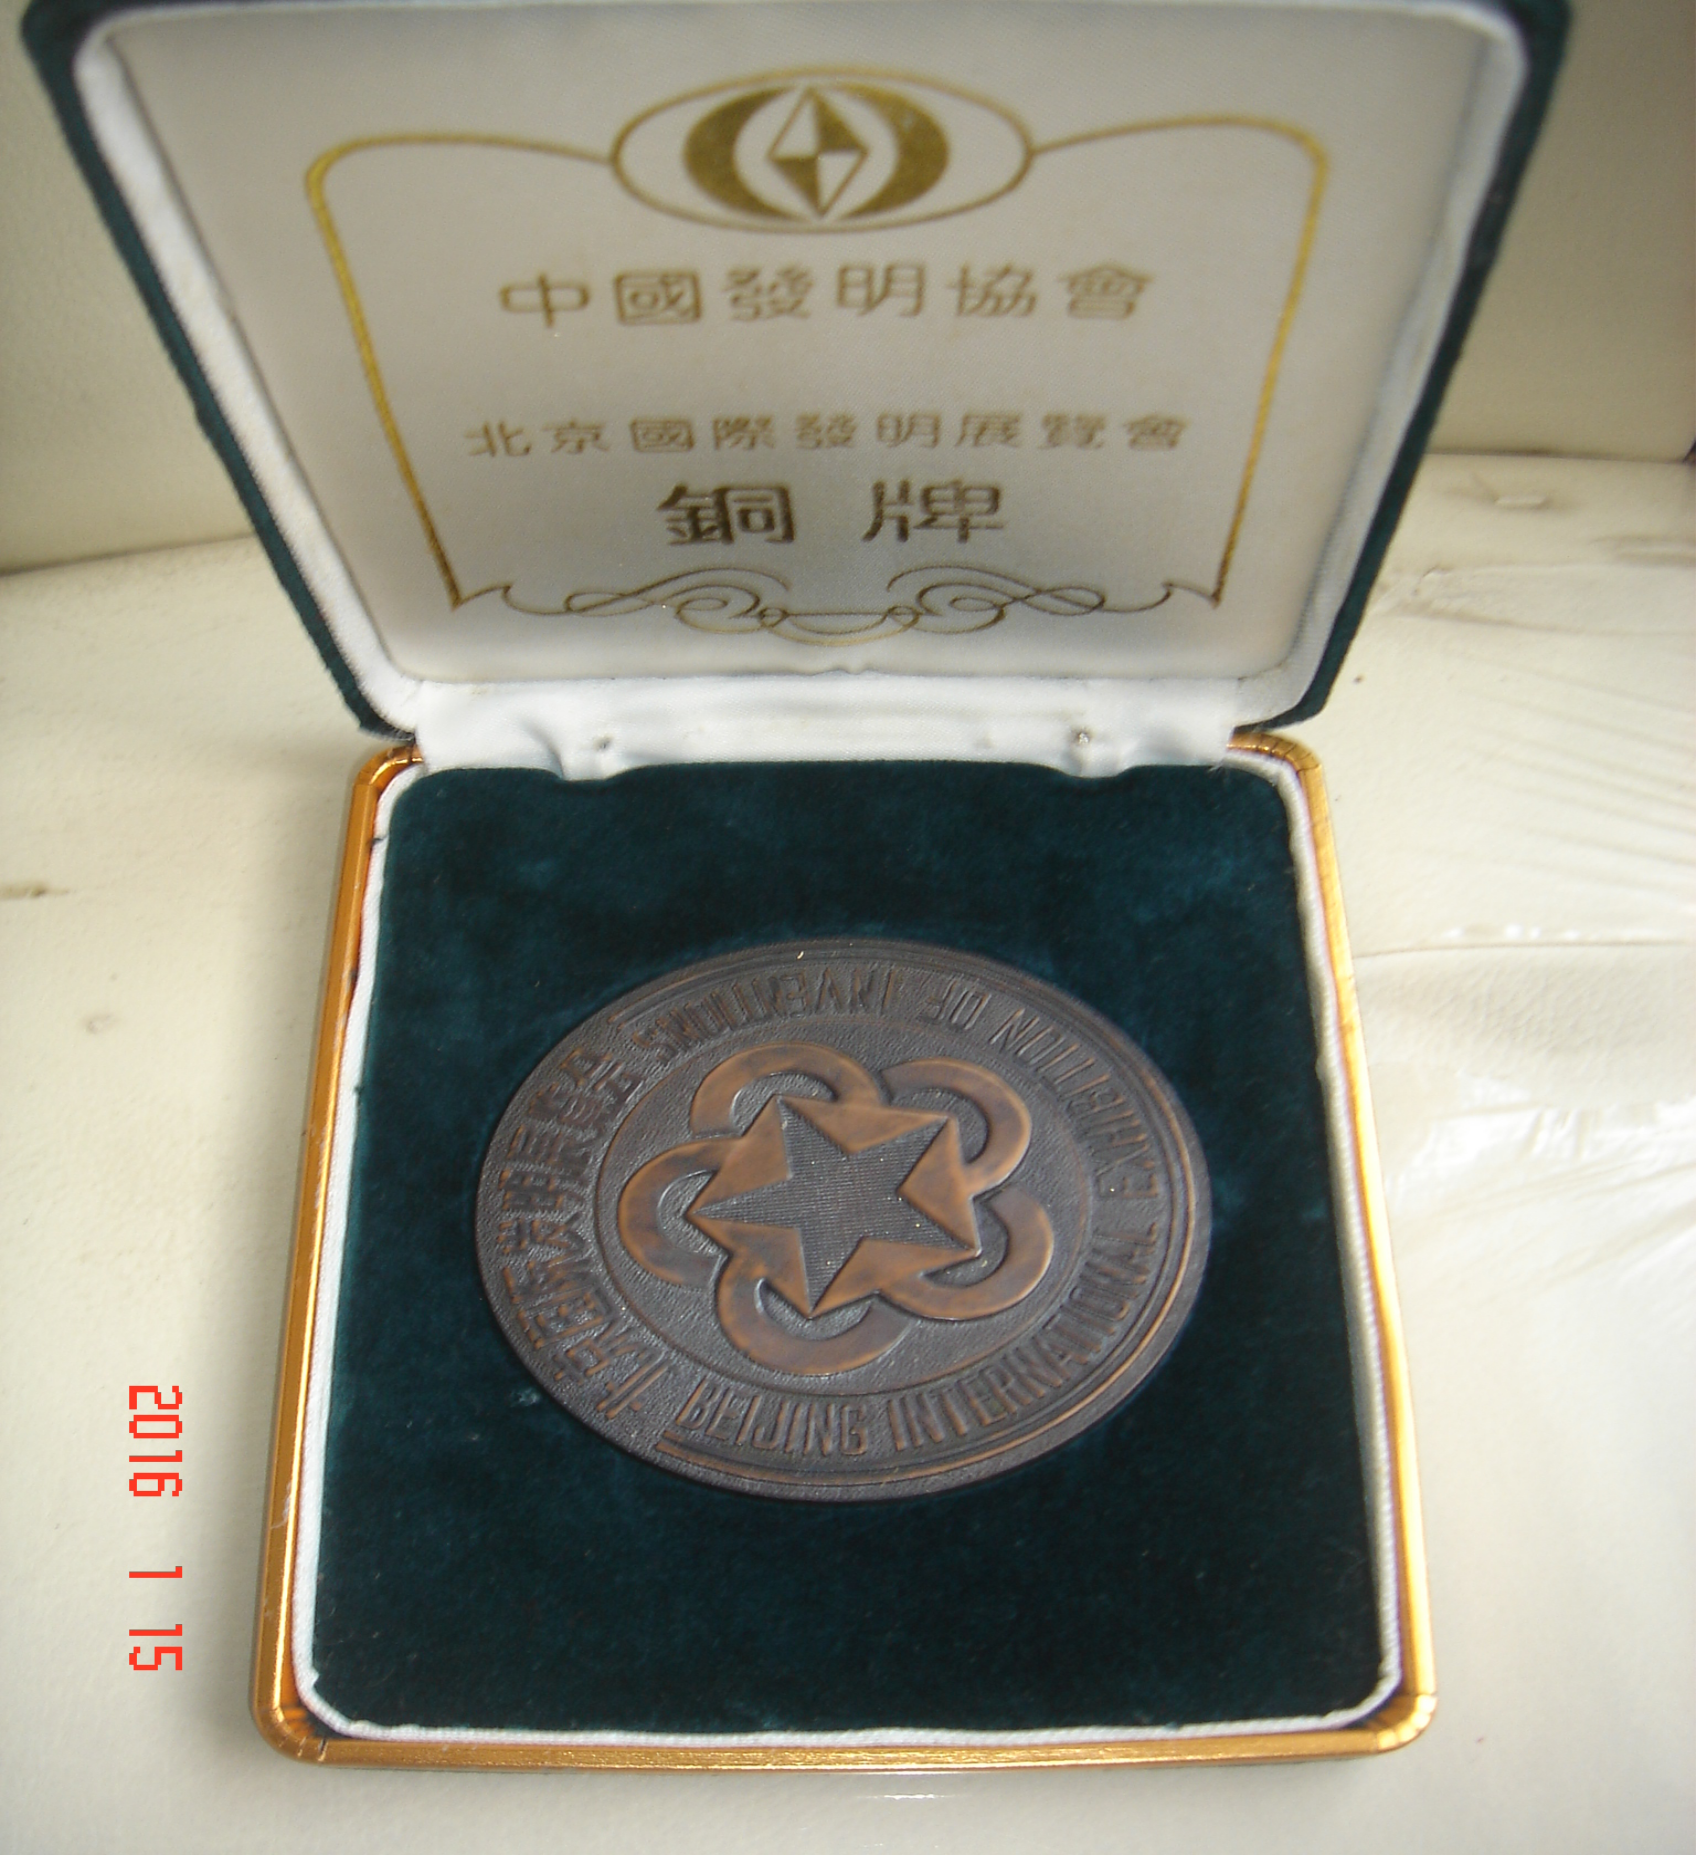 中國發明協會
北京國際發明展覽會
銅牌
BEIJING INTERNATIONAL EXHIBITION OF INVENTIONS
2016 1 15